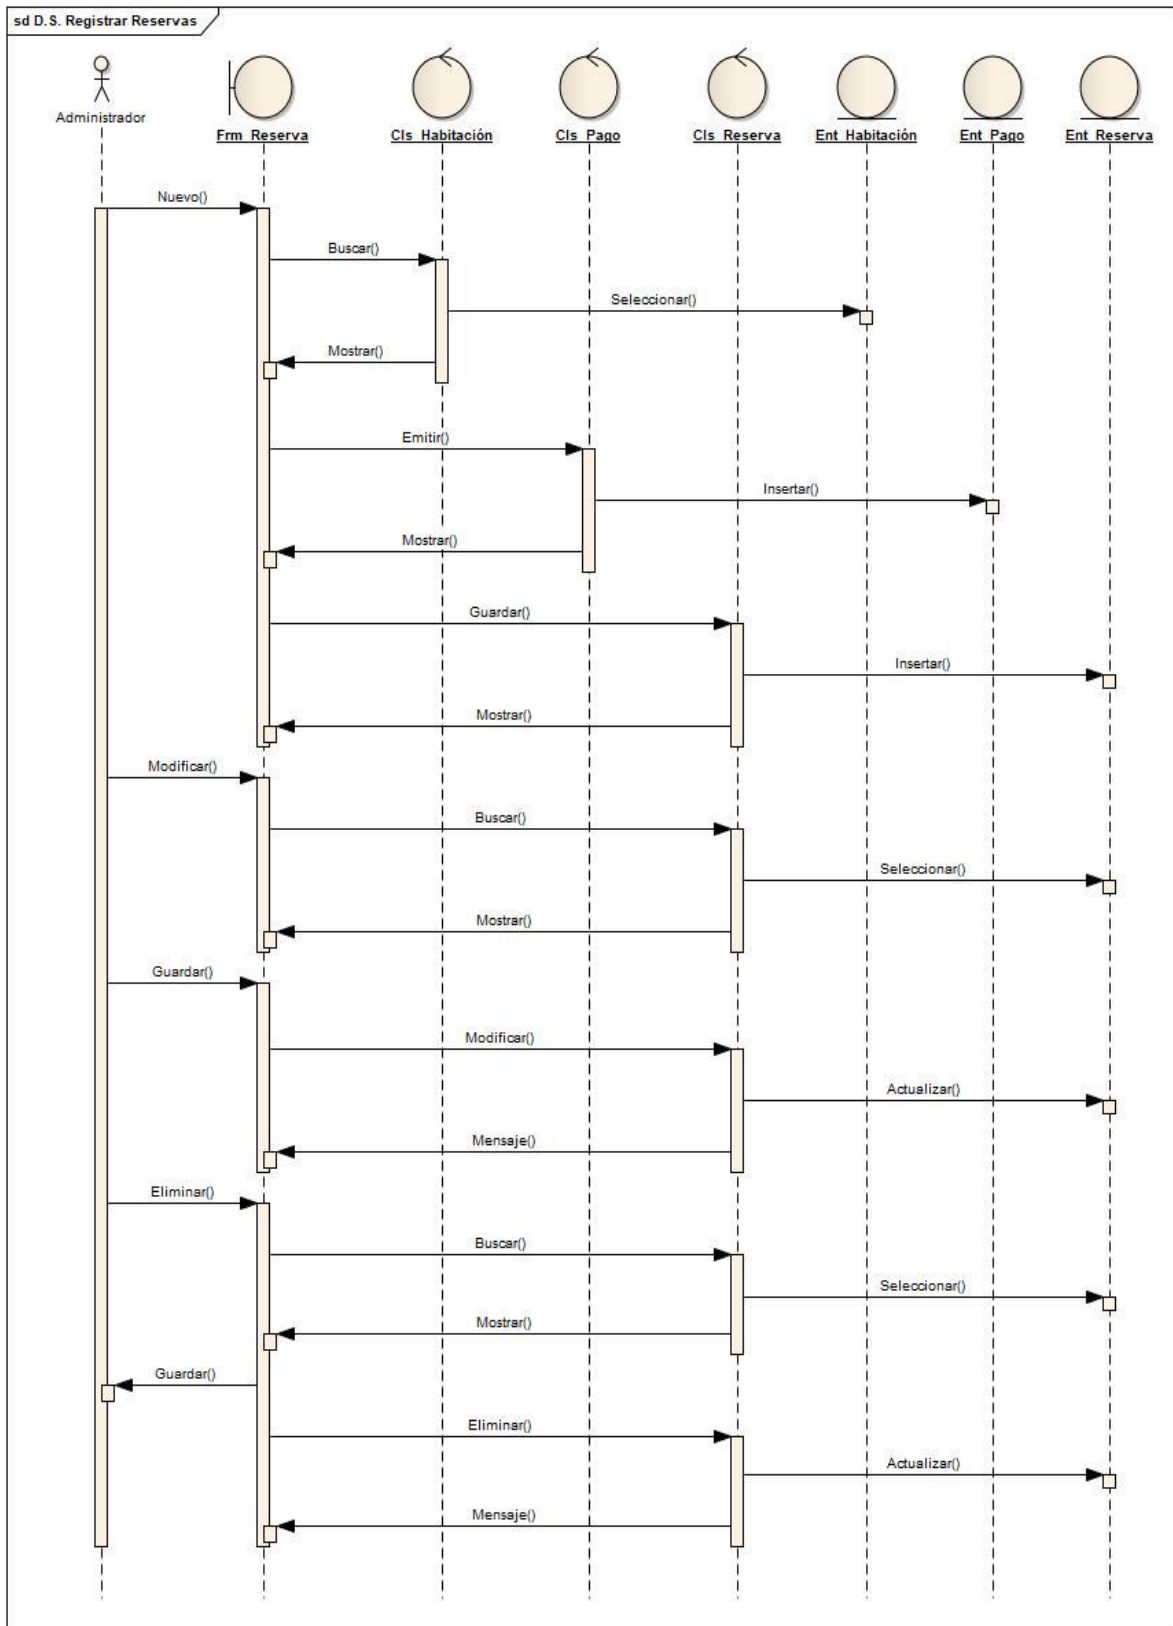 sd D.S. Registrar Reservas
Administrador
Frm_Reserva
Cls_Habitación
Cls_Pago
Cls_Reserva
Ent_Habitación
Ent_Pago
Ent_Reserva
Nuevo()
Buscar()
Seleccionar()
Mostrar()
Emitir()
Insertar()
Mostrar()
Guardar()
Insertar()
Mostrar()
Modificar()
Buscar()
Seleccionar()
Mostrar()
Guardar()
Modificar()
Actualizar()
Mensaje()
Eliminar()
Buscar()
Seleccionar()
Mostrar()
Guardar()
Eliminar()
Actualizar()
Mensaje()